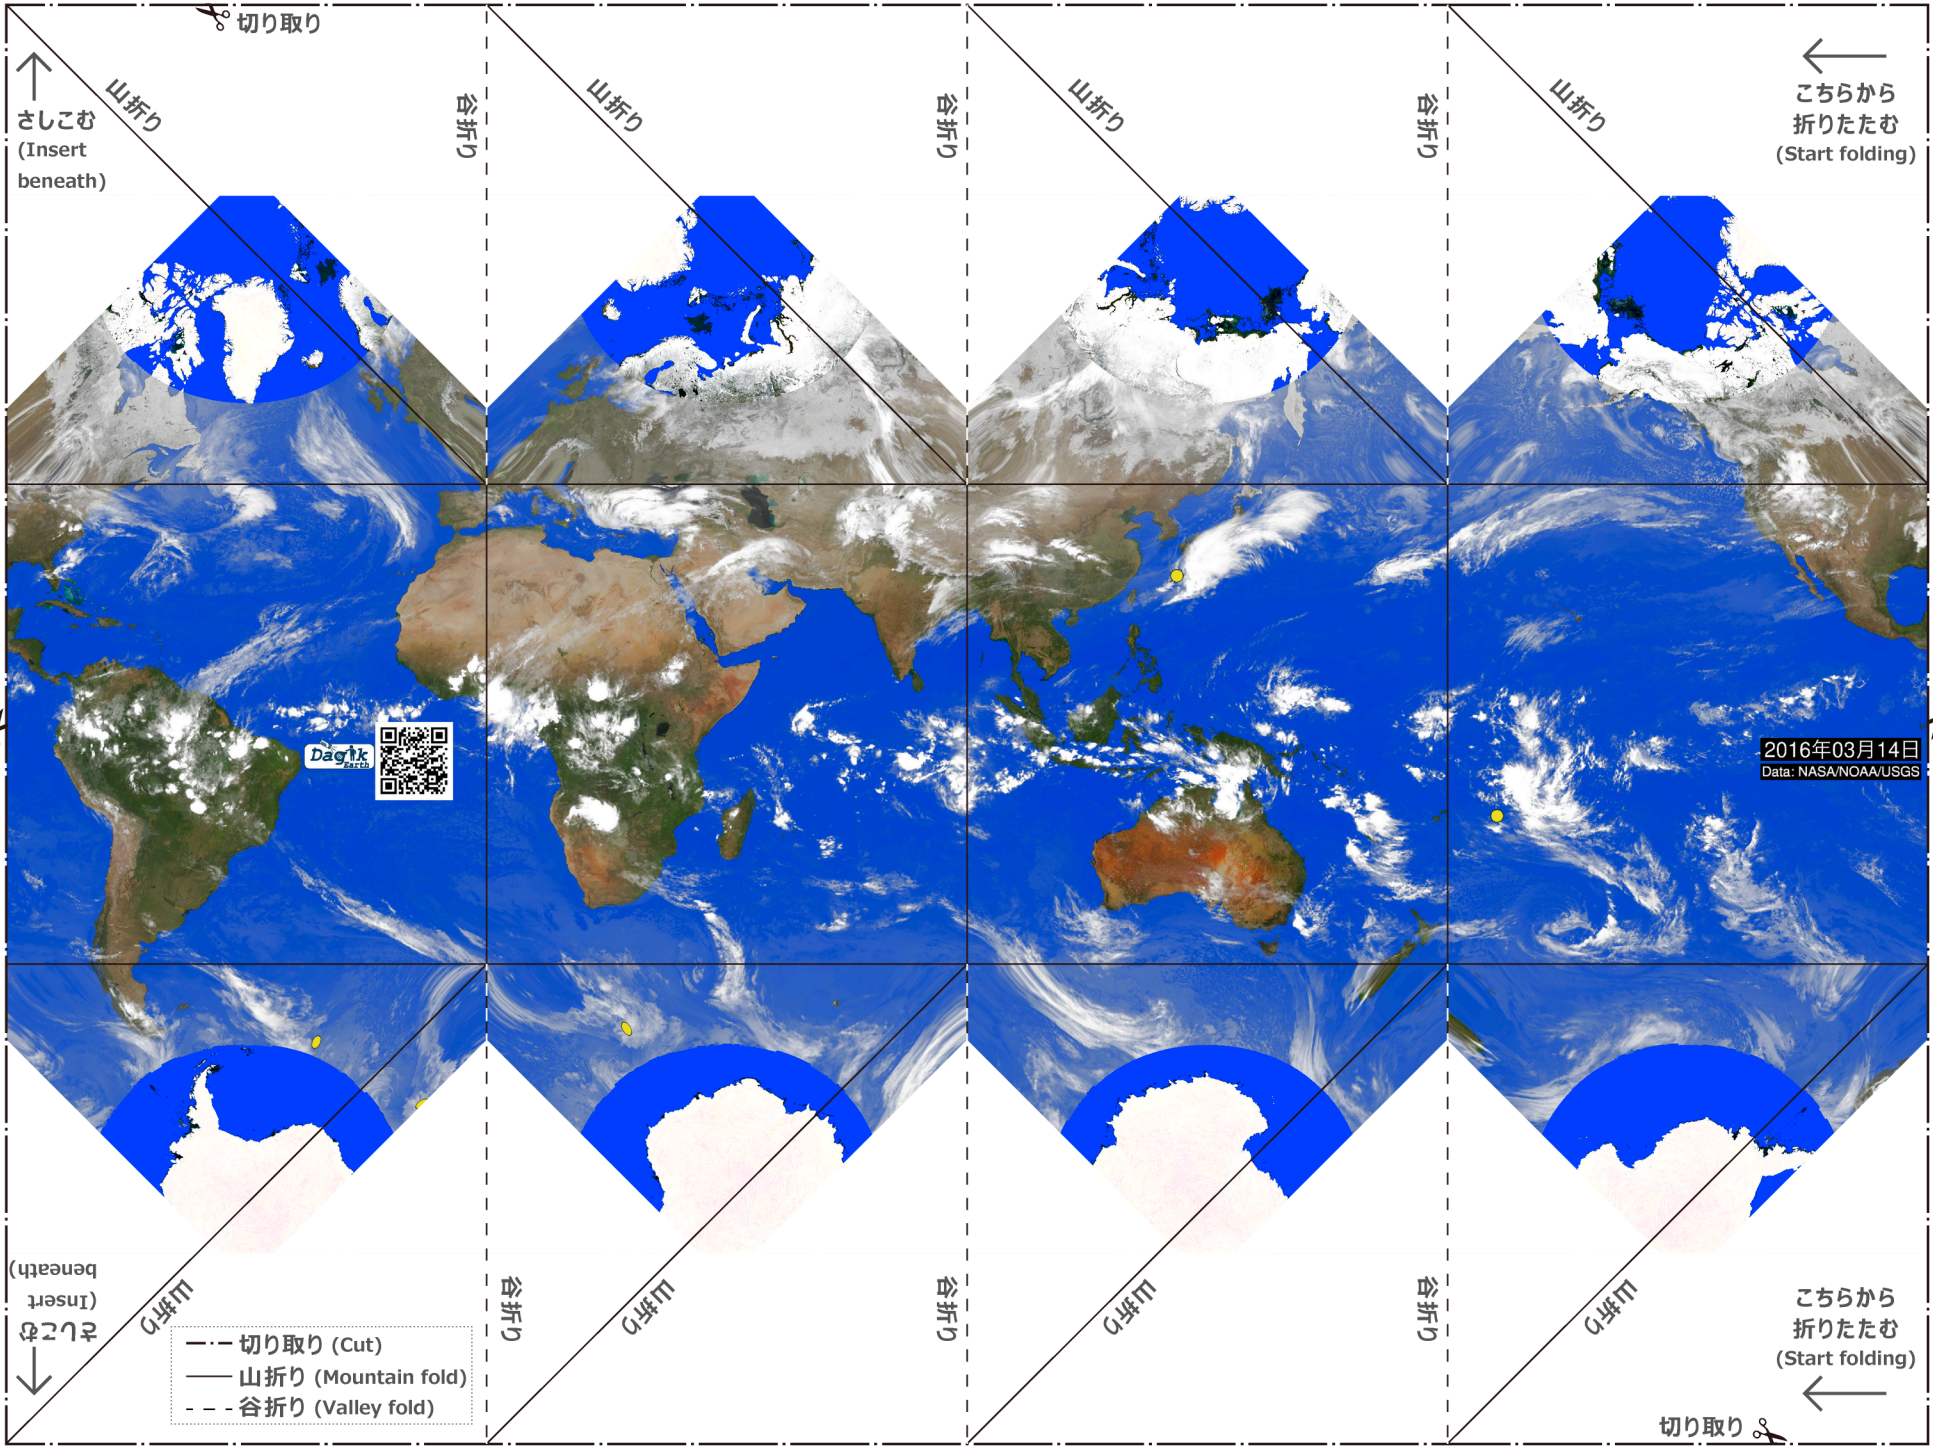 切り取り
さしこむ
(Insert
beneath)
山折り
谷折り
山折り
谷折り
山折り
谷折り
山折り
こちらから
折りたたむ
(Start folding)
Dagik
Earth
2016年03月14日
Data: NASA/NOAA/USGS
さしこむ
(Insert
beneath)
山折り
谷折り
山折り
谷折り
山折り
谷折り
山折り
こちらから
折りたたむ
(Start folding)
切り取り (Cut)
山折り (Mountain fold)
谷折り (Valley fold)
切り取り